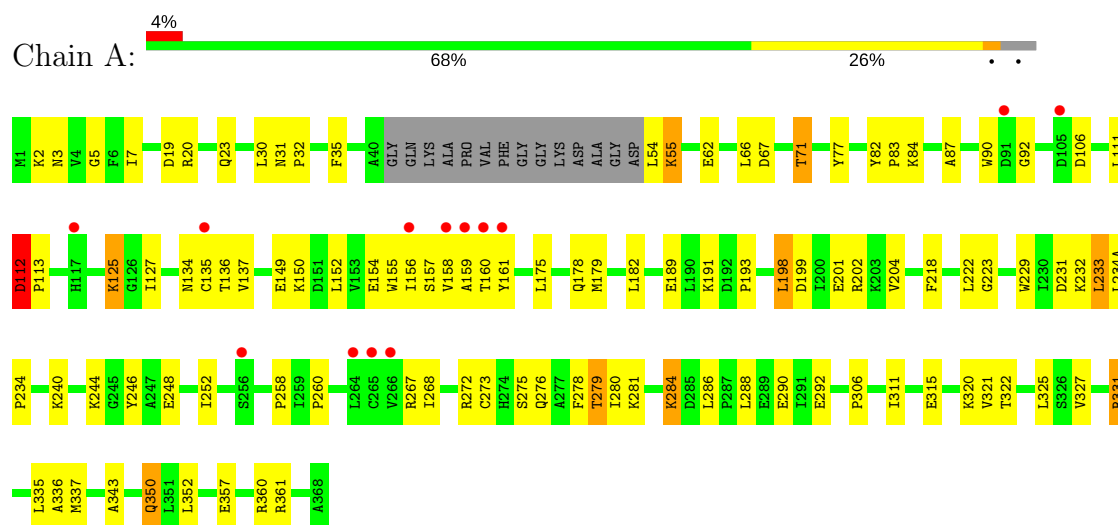 4%
Chain A:
68% 26% • •
M1 K2 N3 V4 G5 F6 I7 D19 R20 Q23 L30 N31 P32 F35 A40 GLY GLN LYS ALA PRO VAL PHE GLY GLY LYS ASP ALA GLY ASP L54 K55 E62 L66 D67 T71 Y77 Y82 P83 K84 A87 W90 D91 G92 D105 D106 L111
D112 P113 H117 K125 G126 I127 N134 C135 T136 V137 E149 K150 D151 L152 V153 E154 W155 I156 S157 V158 A159 T160 Y161 L175 Q178 M179 L182 E189 L190 K191 D192 P193 L198 D199 I200 E201 R202 K203 V204 F218 L222 G223 W229 I230 D231 K232 L233 L234A
P234 K240 K244 G245 Y246 A247 E248 I252 S256 P258 I259 P260 L264 C265 V266 R267 I268 R272 C273 H274 S275 Q276 A277 F278 T279 I280 K281 K284 D285 L286 P287 L288 E289 E290 I291 E292 P306 I311 E315 K320 V321 T322 L325 S326 V327
L335 A336 M337 A343 Q350 L351 L352 E357 R360 R361 A368